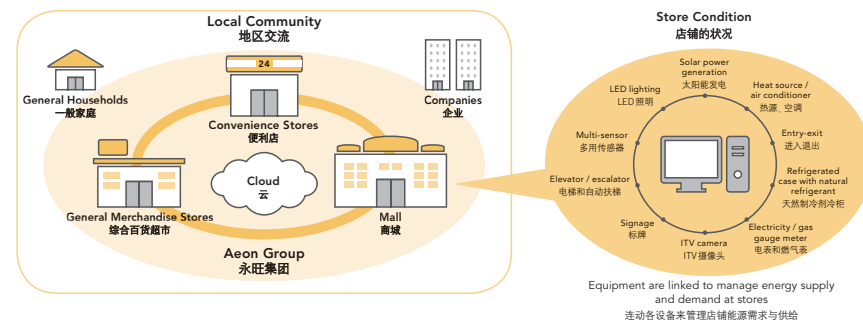 Local Community
地区交流
24
General Households
一般家庭
Convenience Stores
便利店
Companies
企业
Cloud
云
General Merchandise Stores
综合百货超市
Mall
商城
Aeon Group
永旺集团
Store Condition
店铺的状况
Solar power
generation
太阳能发电
Heat source /
air conditioner
热源、空调
Entry-exit
进入退出
Refrigerated
case with natural
refrigerant
天然制冷剂冷柜
Electricity / gas
gauge meter
电表和燃气表
ITV camera
ITV摄像头
Signage
标牌
Elevator / escalator
电梯和自动扶梯
Multi-sensor
多用传感器
LED lighting
LED照明
Equipment are linked to manage energy supply
and demand at stores
连动各设备来管理店铺能源需求与供给